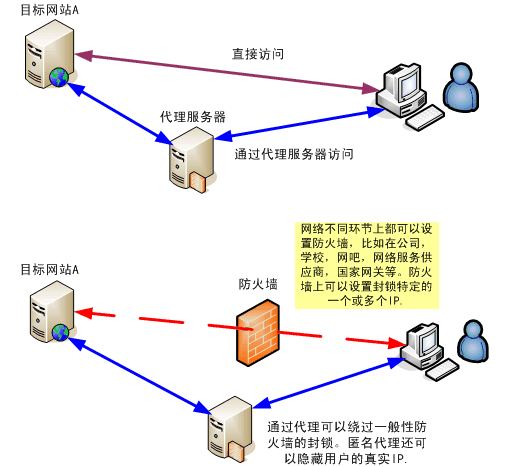 目标网站A
直接访问
代理服务器
通过代理服务器访问
网络不同环节上都可以设
置防火墙，比如在公司，
学校，网吧，网络服务供
应商，国家网关等。防火
墙上可以设置封锁特定的
一个或多个IP.
目标网站A
防火墙
通过代理可以绕过一般性防
火墙的封锁。匿名代理还可
以隐藏用户的真实IP.